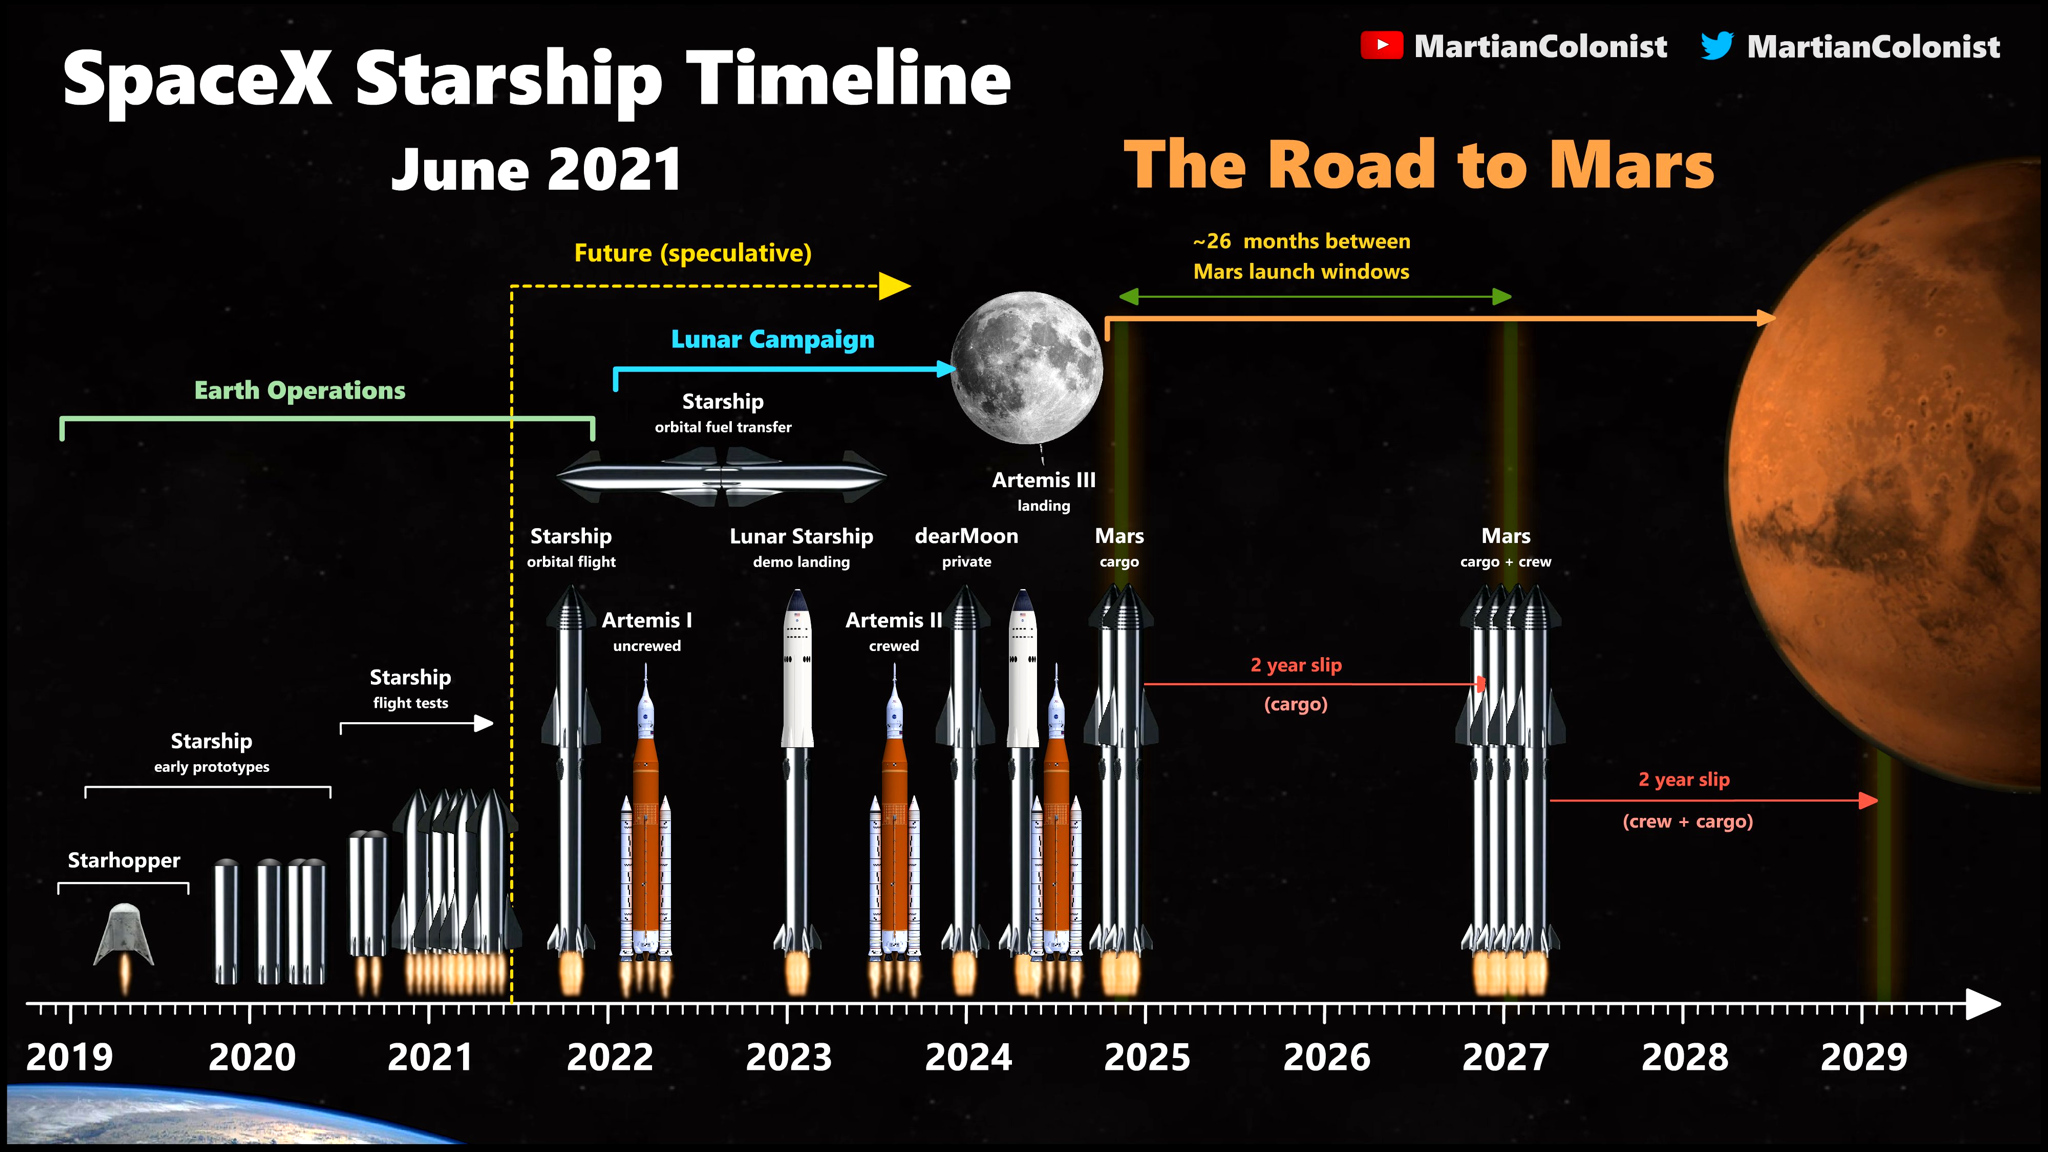 SpaceX Starship Timeline
June 2021
MartianColonist
MartianColonist
The Road to Mars
Future (speculative)
~26 months between
Mars launch windows
Lunar Campaign
Earth Operations
Starship
orbital fuel transfer
Artemis III
landing
Starship
orbital flight
Lunar Starship
demo landing
dearMoon
private
Mars
cargo
Mars
cargo + crew
Artemis I
uncrewed
Artemis II
crewed
Starship
flight tests
2 year slip
(cargo)
Starship
early prototypes
2 year slip
(crew + cargo)
Starhopper
2019
2020
2021
2022
2023
2024
2025
2026
2027
2028
2029